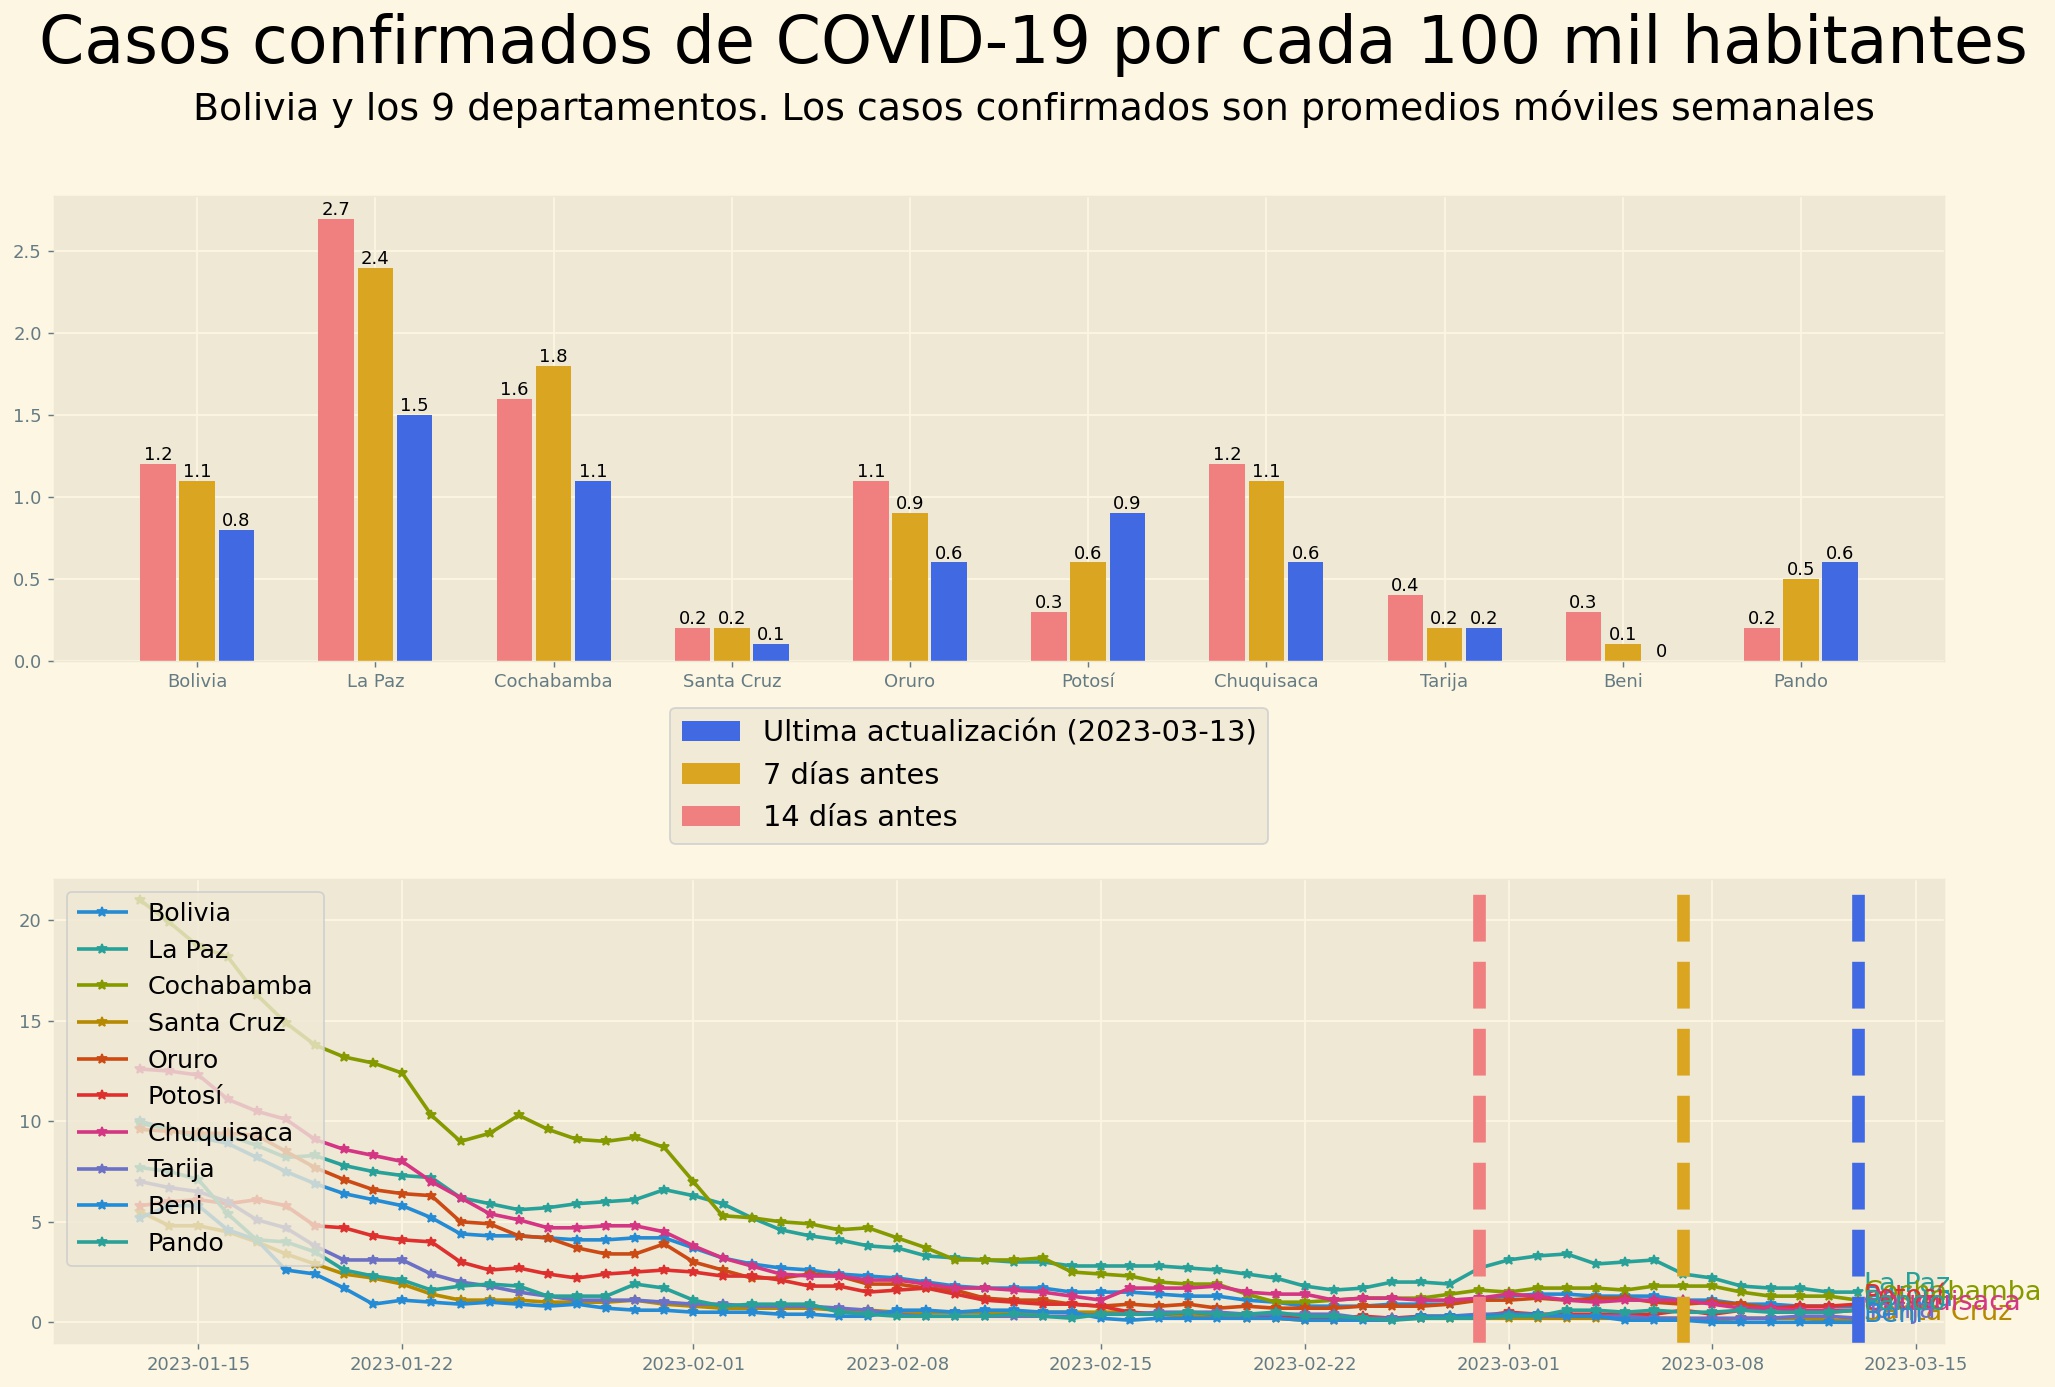 Casos confirmados de COVID-19 por cada 100 mil habitantes
Bolivia y los 9 departamentos. Los casos confirmados son promedios móviles semanales
2.5
2.0
1.5
1.0
0.5
0.0
1.2 1.1 0.8
2.7 2.4 1.5
1.6 1.8 1.1
0.2 0.2 0.1
1.1 0.9 0.6
0.3 0.6 0.9
1.2 1.1 0.6
0.4 0.2 0.2
0.3 0.1 0
0.2 0.5 0.6
Bolivia La Paz Cochabamba Santa Cruz Oruro Potosí Chuquisaca Tarija Beni Pando
Ultima actualización (2023-03-13)
7 días antes
14 días antes
20
15
10
5
0
Bolivia
La Paz
Cochabamba
Santa Cruz
Oruro
Potosí
Chuquisaca
Tarija
Beni
Pando
La Paz
Cochabamba
Chuquisaca
Santa Cruz
Beni
2023-01-15 2023-01-22 2023-02-01 2023-02-08 2023-02-15 2023-02-22 2023-03-01 2023-03-08 2023-03-15